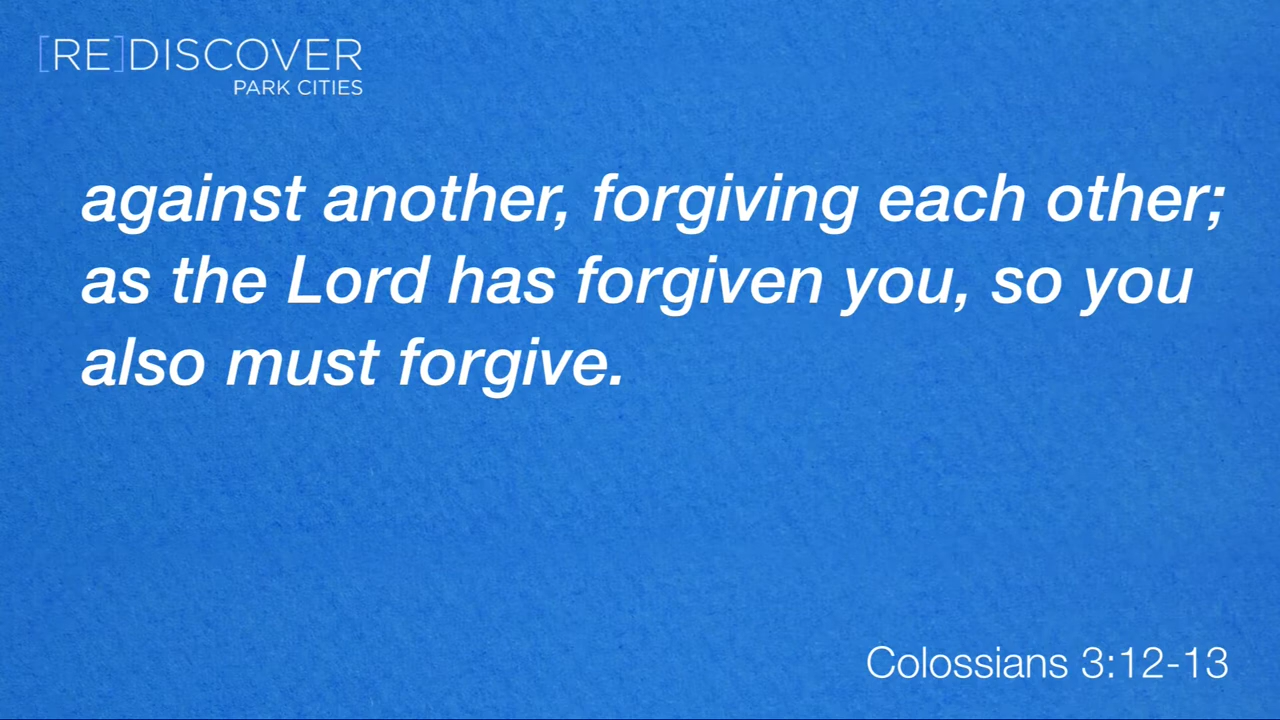 [RE]DISCOVER
PARK CITIES
against another, forgiving each other;
as the Lord has forgiven you, so you
also must forgive.
Colossians 3:12-13